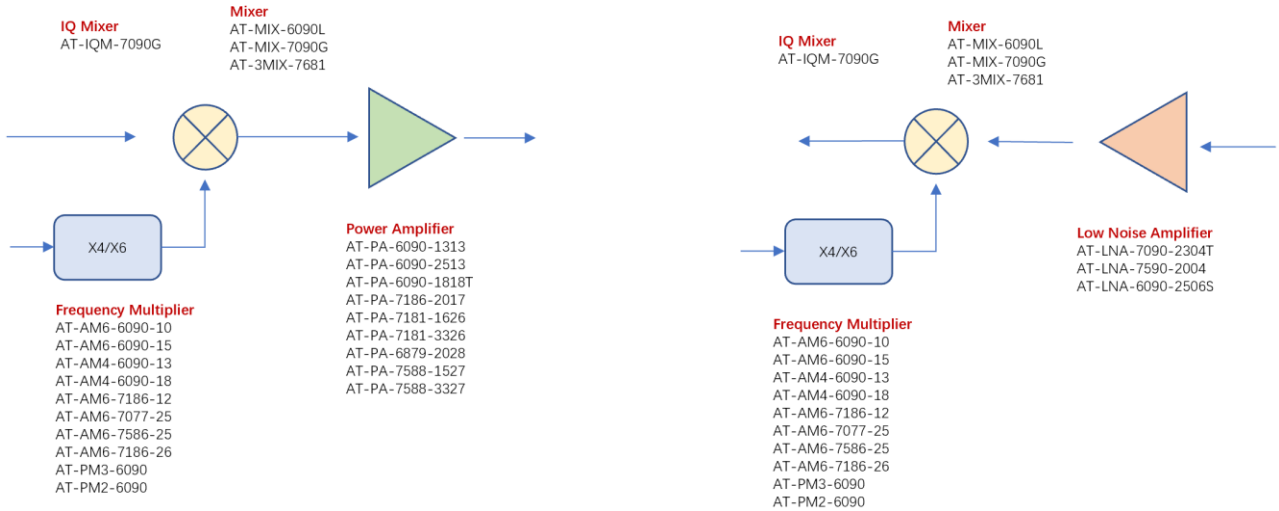 IQ Mixer
AT-IQM-7090G
Mixer
AT-MIX-6090L
AT-MIX-7090G
AT-3MIX-7681
X4/X6
Power Amplifier
AT-PA-6090-1313
AT-PA-6090-2513
AT-PA-6090-1818T
AT-PA-7186-2017
AT-PA-7181-1626
AT-PA-7181-3326
AT-PA-6879-2028
AT-PA-7588-1527
AT-PA-7588-3327
Frequency Multiplier
AT-AM6-6090-10
AT-AM6-6090-15
AT-AM4-6090-13
AT-AM4-6090-18
AT-AM6-7186-12
AT-AM6-7077-25
AT-AM6-7586-25
AT-AM6-7186-26
AT-PM3-6090
AT-PM2-6090
IQ Mixer
AT-IQM-7090G
Mixer
AT-MIX-6090L
AT-MIX-7090G
AT-3MIX-7681
X4/X6
Low Noise Amplifier
AT-LNA-7090-2304T
AT-LNA-7590-2004
AT-LNA-6090-2506S
Frequency Multiplier
AT-AM6-6090-10
AT-AM6-6090-15
AT-AM4-6090-13
AT-AM4-6090-18
AT-AM6-7186-12
AT-AM6-7077-25
AT-AM6-7586-25
AT-AM6-7186-26
AT-PM3-6090
AT-PM2-6090